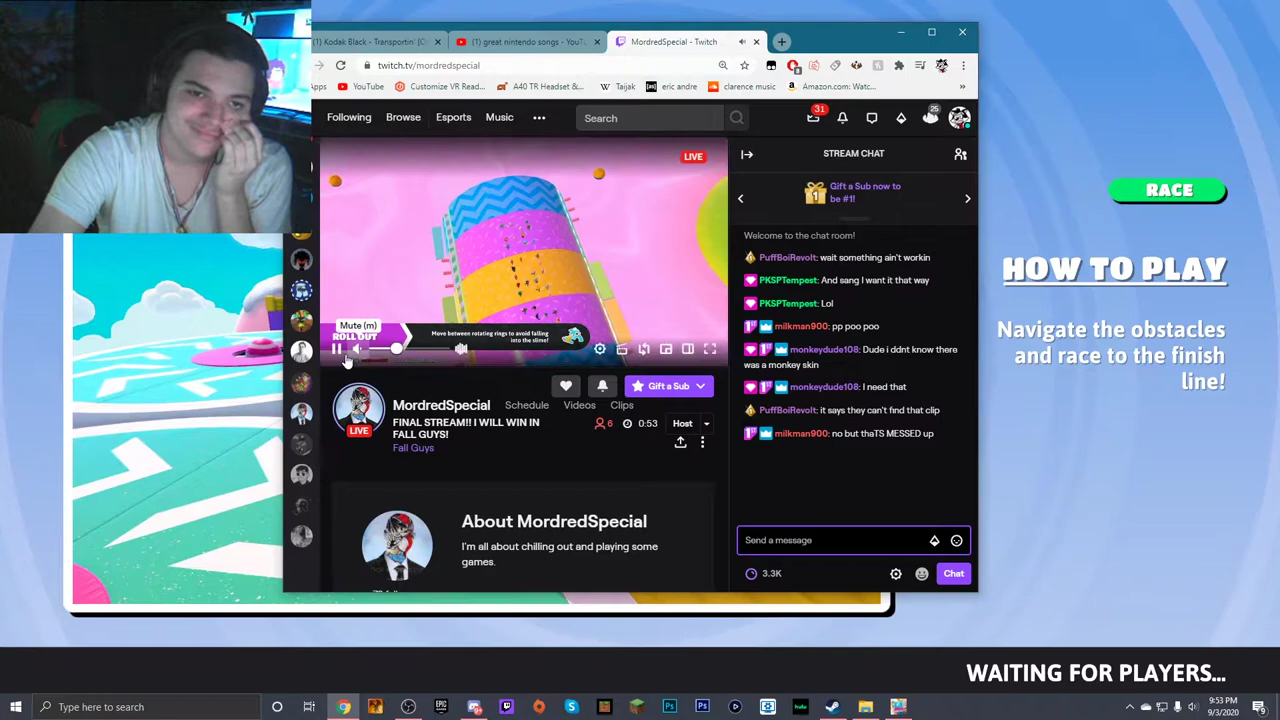 (1) Kodak Black - Transportin' [Of
(1) great nintendo songs - YouTu
MordredSpecial - Twitch
twitch.tv/mordredspecial
Apps
YouTube
Customize VR Read...
A40 TR Headset &...
Taijak
eric andre
clarence music
Amazon.com: Watc...
Following
Browse
Esports
Music
Search
31
25
LIVE
STREAM CHAT
Gift a Sub now to
be #1!
1
Welcome to the chat room!
PuffBoiRevolt: wait something ain't workin
PKSPTempest: And sang I want it that way
PKSPTempest: Lol
milkman900: pp poo poo
monkeydude108: Dude i ddnt know there
was a monkey skin
monkeydude108: I need that
PuffBoiRevolt: it says they can't find that clip
milkman900: no but thaTS MESSED up
Mute (m)
ROLL OUT
Move between rotating rings to avoid falling
into the slime!
MordredSpecial
FINAL STREAM!! I WILL WIN IN
FALL GUYS!
Fall Guys
LIVE
Gift a Sub
Schedule
Videos
Clips
6
0:53
Host
About MordredSpecial
I'm all about chilling out and playing some
games.
Send a message
3.3K
Chat
RACE
HOW TO PLAY
Navigate the obstacles
and race to the finish
line!
WAITING FOR PLAYERS...
Type here to search
9:53 PM
9/3/2020